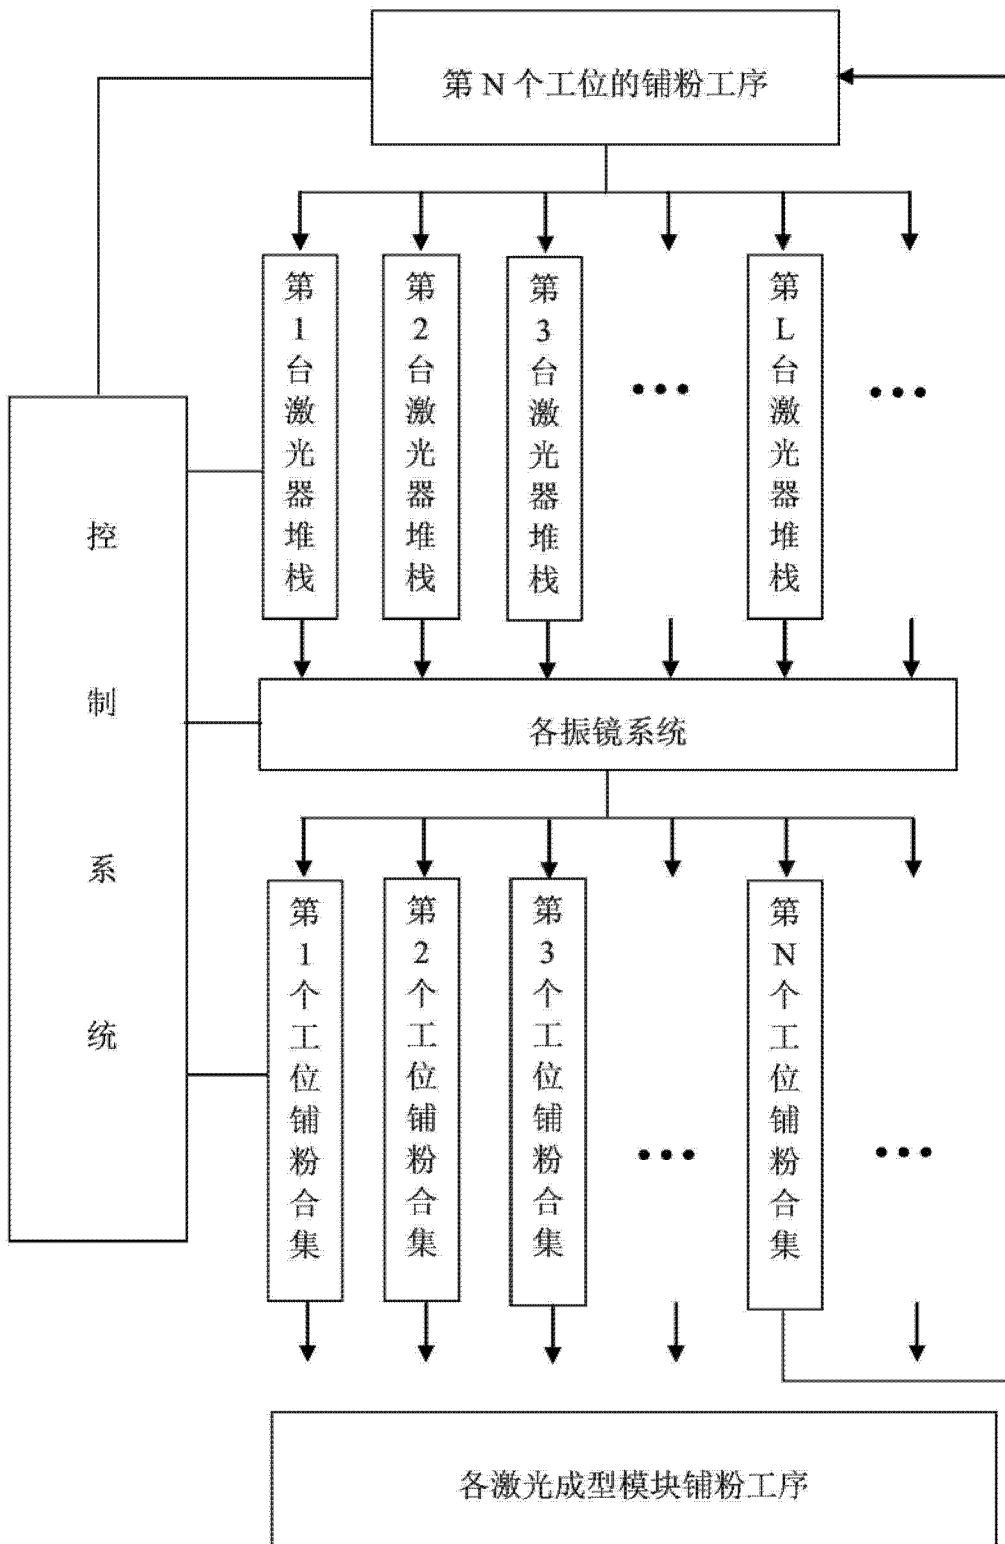 第 N 个工位的铺粉工序
第1台激光器堆栈
第2台激光器堆栈
第3台激光器堆栈
•••
第L台激光器堆栈
•••
控制系统
各振镜系统
第1个工位铺粉合集
第2个工位铺粉合集
第3个工位铺粉合集
•••
第N个工位铺粉合集
•••
各激光成型模块铺粉工序